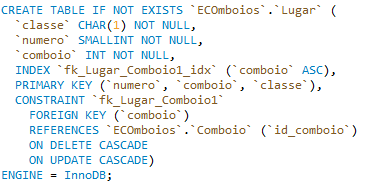 CREATE TABLE IF NOT EXISTS `ECOmboios`.`Lugar` (
`classe` CHAR(1) NOT NULL,
`numero` SMALLINT NOT NULL,
`comboio` INT NOT NULL,
INDEX `fk_Lugar_Comboio1_idx` (`comboio` ASC),
PRIMARY KEY (`numero`, `comboio`, `classe`),
CONSTRAINT `fk_Lugar_Comboio1`
FOREIGN KEY (`comboio`)
REFERENCES `ECOmboios`.`Comboio` (`id_comboio`)
ON DELETE CASCADE
ON UPDATE CASCADE)
ENGINE = InnoDB;